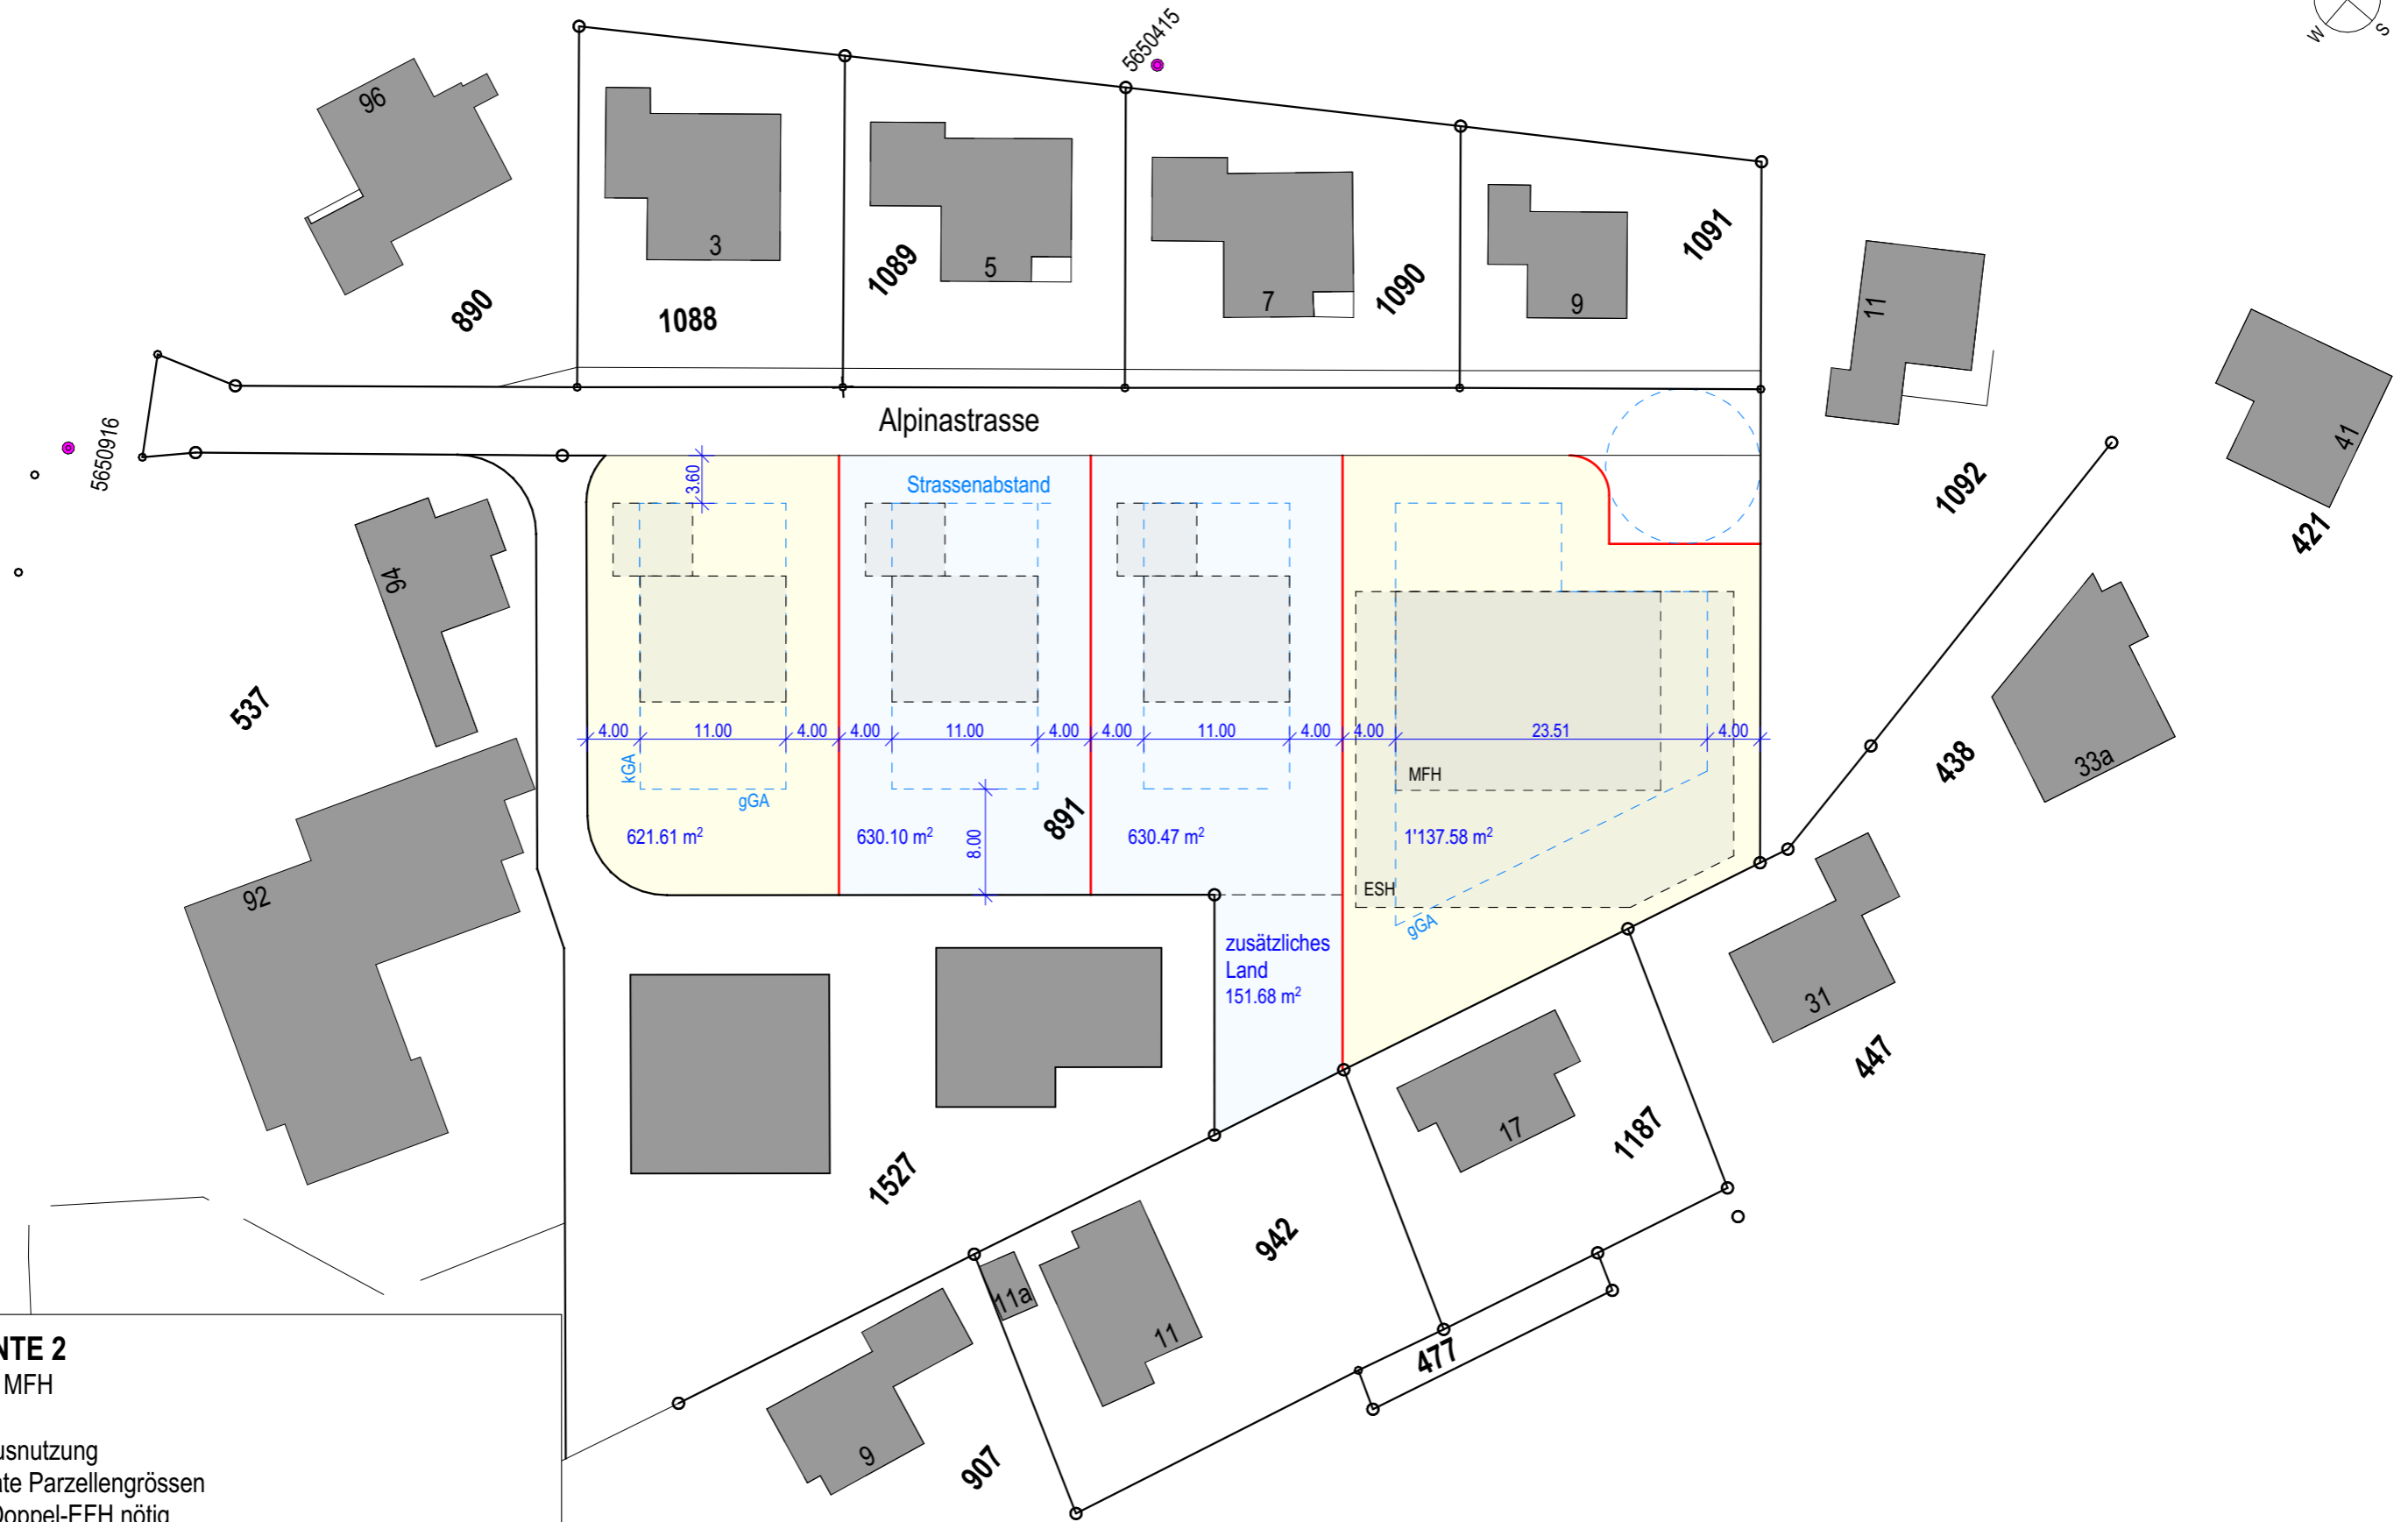 W
S
5650415
96
3
5
7
9
11
41
890
1088
1089
1090
1091
1092
421
5650916
Alpinastrasse
3.60
Strassenabstand
94
537
4.00
11.00
4.00
4.00
11.00
4.00
4.00
11.00
4.00
4.00
23.51
4.00
kGA
gGA
MFH
438
33a
621.61 m²
630.10 m²
8.00
891
630.47 m²
1'137.58 m²
92
ESH
gGA
zusätzliches
Land
151.68 m²
31
447
17
1187
1527
942
11a
11
477
9
907
NTE 2
MFH
usnutzung
te Parzellengrössen
Doppel-EFH nötig